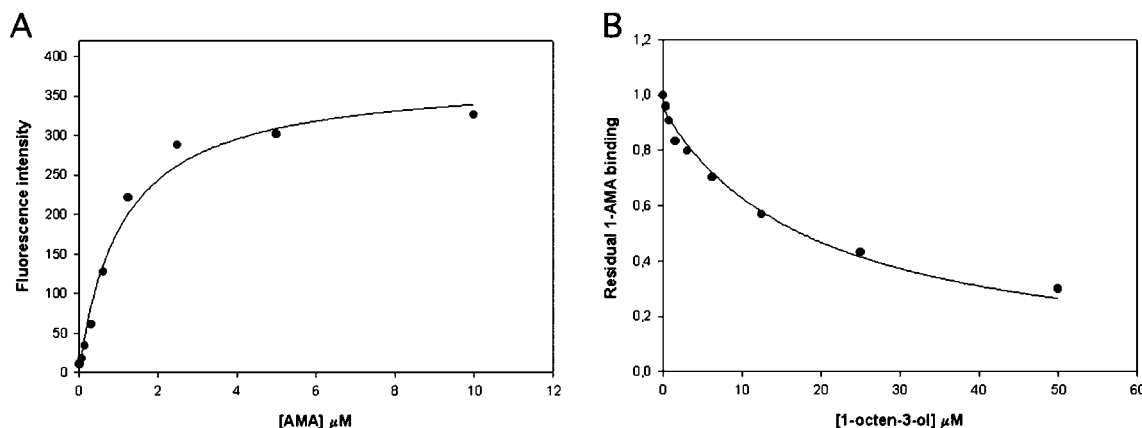 A
Fluorescence intensity
400
350
300
250
200
150
100
50
0
0 2 4 6 8 10 12
[AMA] µM
B
Residual 1-AMA binding
1,2
1,0
0,8
0,6
0,4
0,2
0,0
0 10 20 30 40 50 60
[1-octen-3-ol] µM